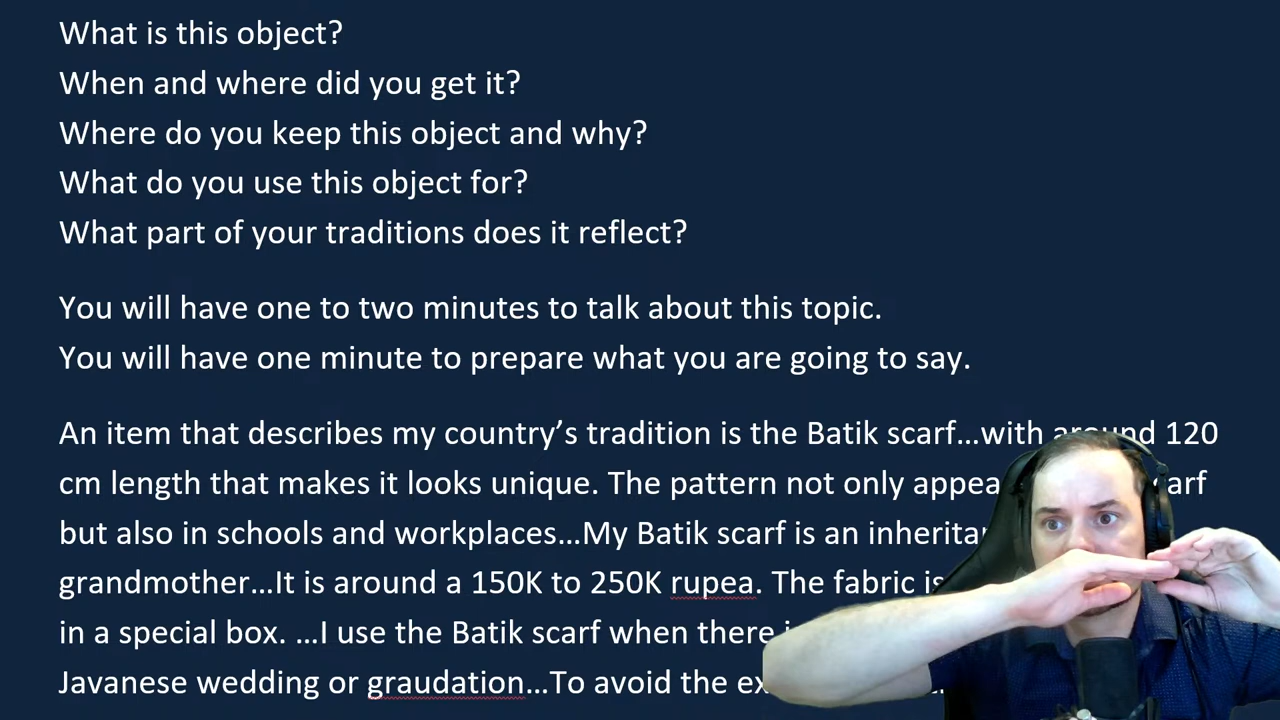 What is this object?
When and where did you get it?
Where do you keep this object and why?
What do you use this object for?
What part of your traditions does it reflect?
You will have one to two minutes to talk about this topic.
You will have one minute to prepare what you are going to say.
An item that describes my country’s tradition is the Batik scarf…with around 120
cm length that makes it looks unique. The pattern not only
but also in schools and workplaces…My Batik scarf is an
grandmother…It is around a 150K to 250K rupea. The fabric is
in a special box. …I use the Batik scarf when there
Javanese wedding or graudation…To avoid the